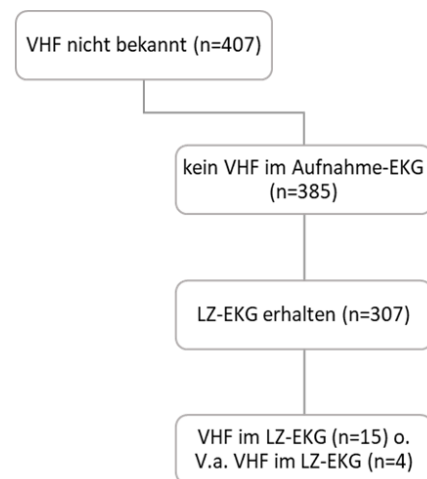 VHF nicht bekannt (n=407)
kein VHF im Aufnahme-EKG
(n=385)
LZ-EKG erhalten (n=307)
VHF im LZ-EKG (n=15) o.
V.a. VHF im LZ-EKG (n=4)